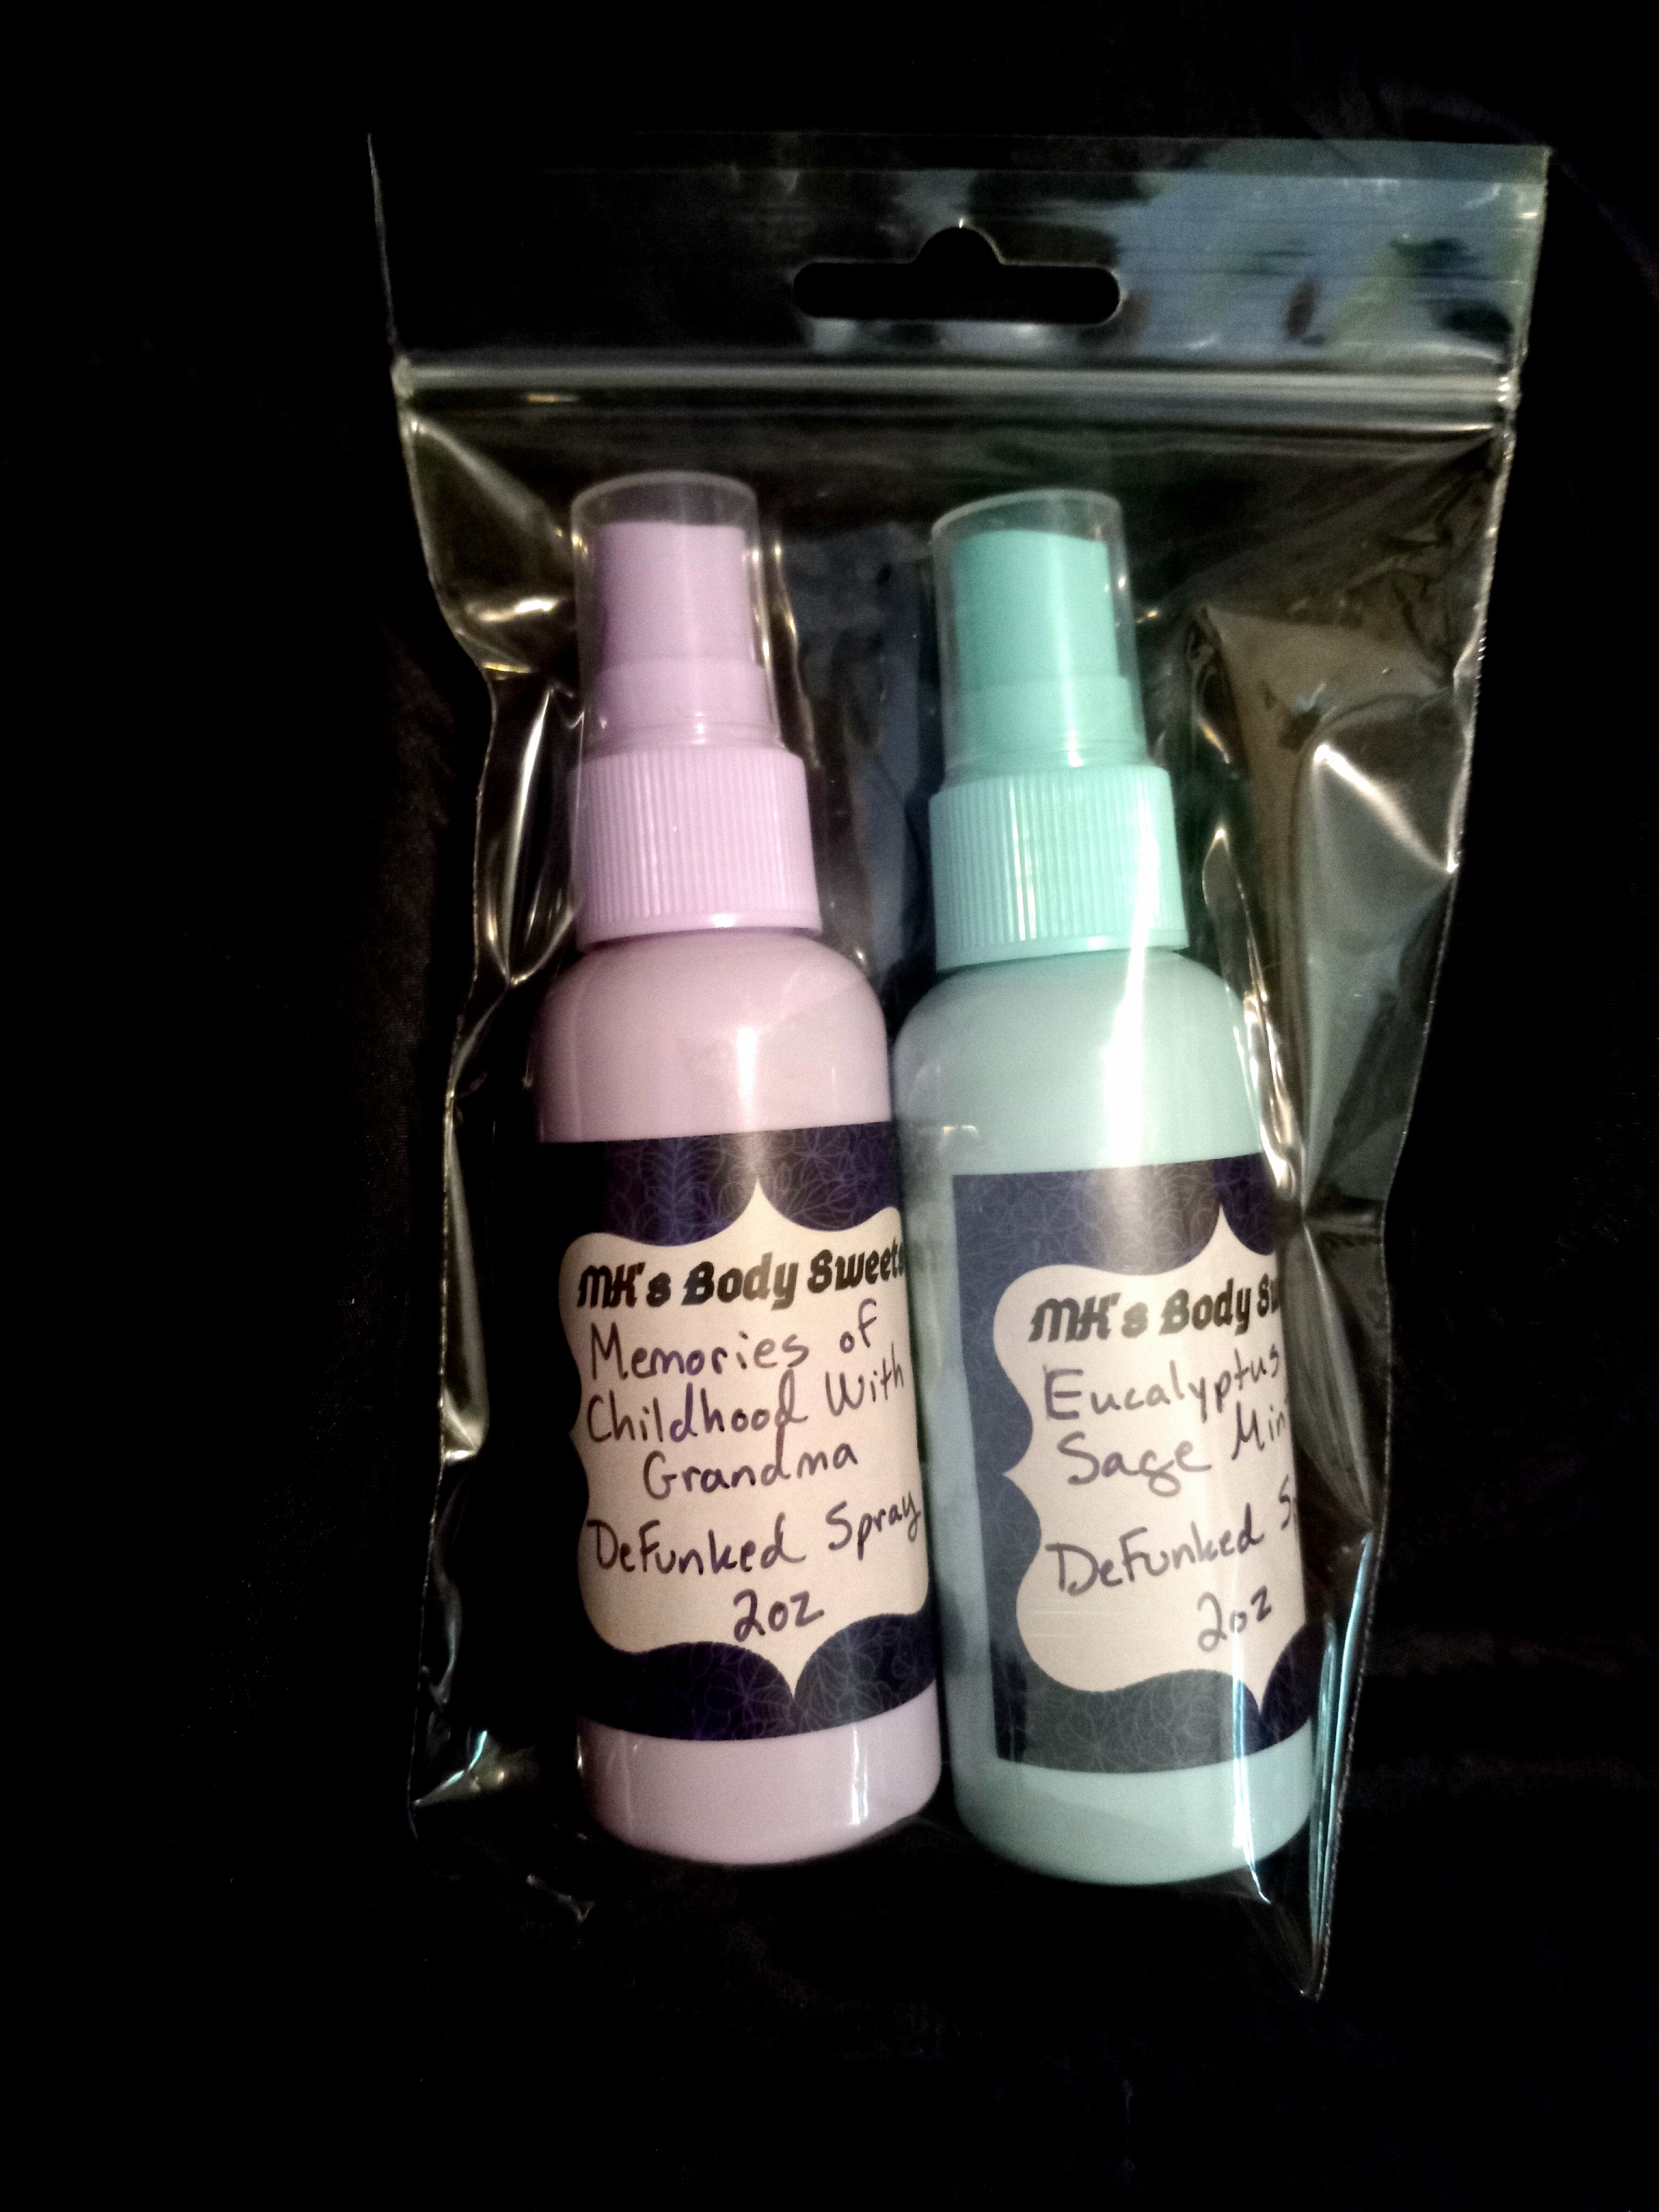 MK's Body Sweets
Memories of
Childhood With
Grandma
DeFunked Spray
2oz
MK's Body
Eucalyptus
Sage
DeFunked
2oz